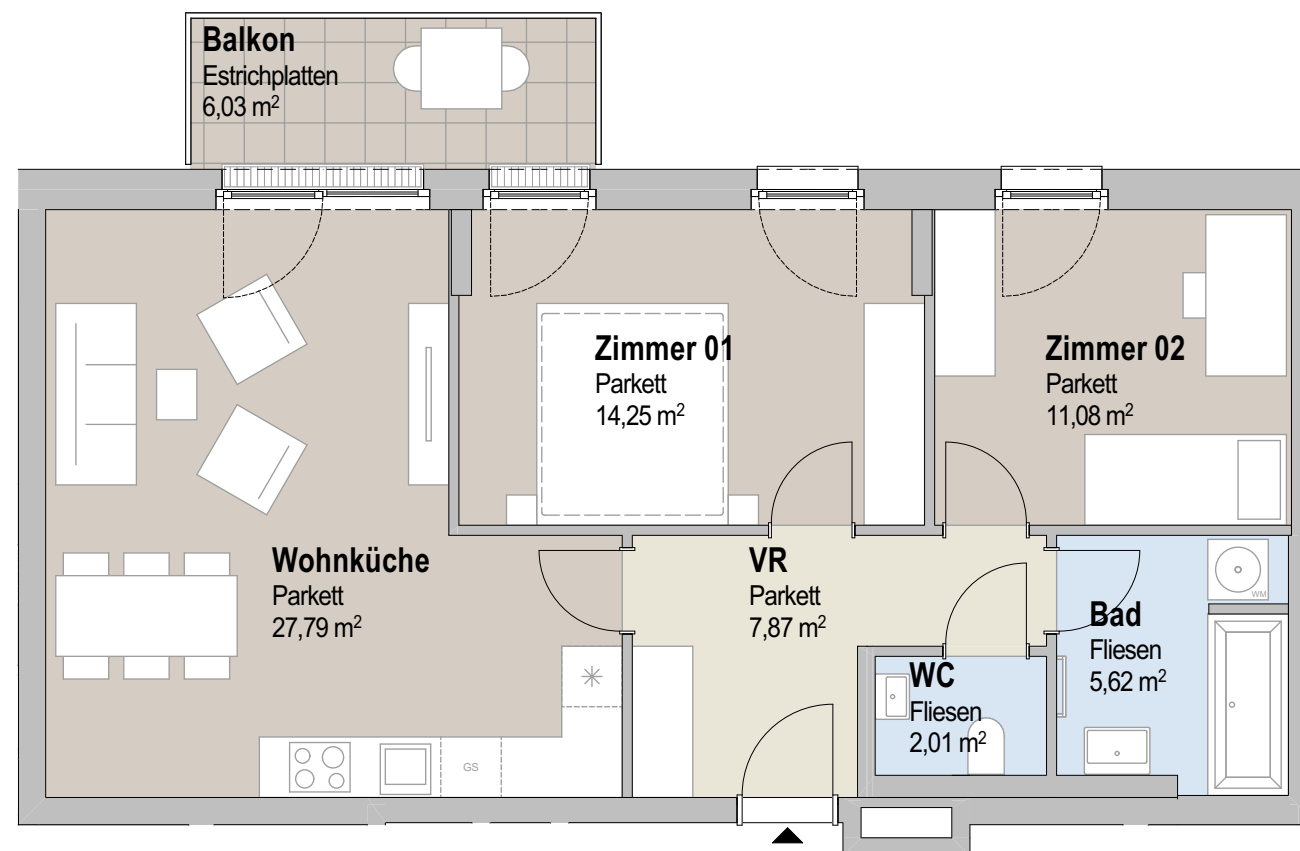 Balkon
Estrichplatten
6,03 m²
Zimmer 01
Parkett
14,25 m²
Zimmer 02
Parkett
11,08 m²
Wohnküche
Parkett
27,79 m²
VR
Parkett
7,87 m²
WM
Bad
Fliesen
5,62 m²
WC
Fliesen
2,01 m²
GS